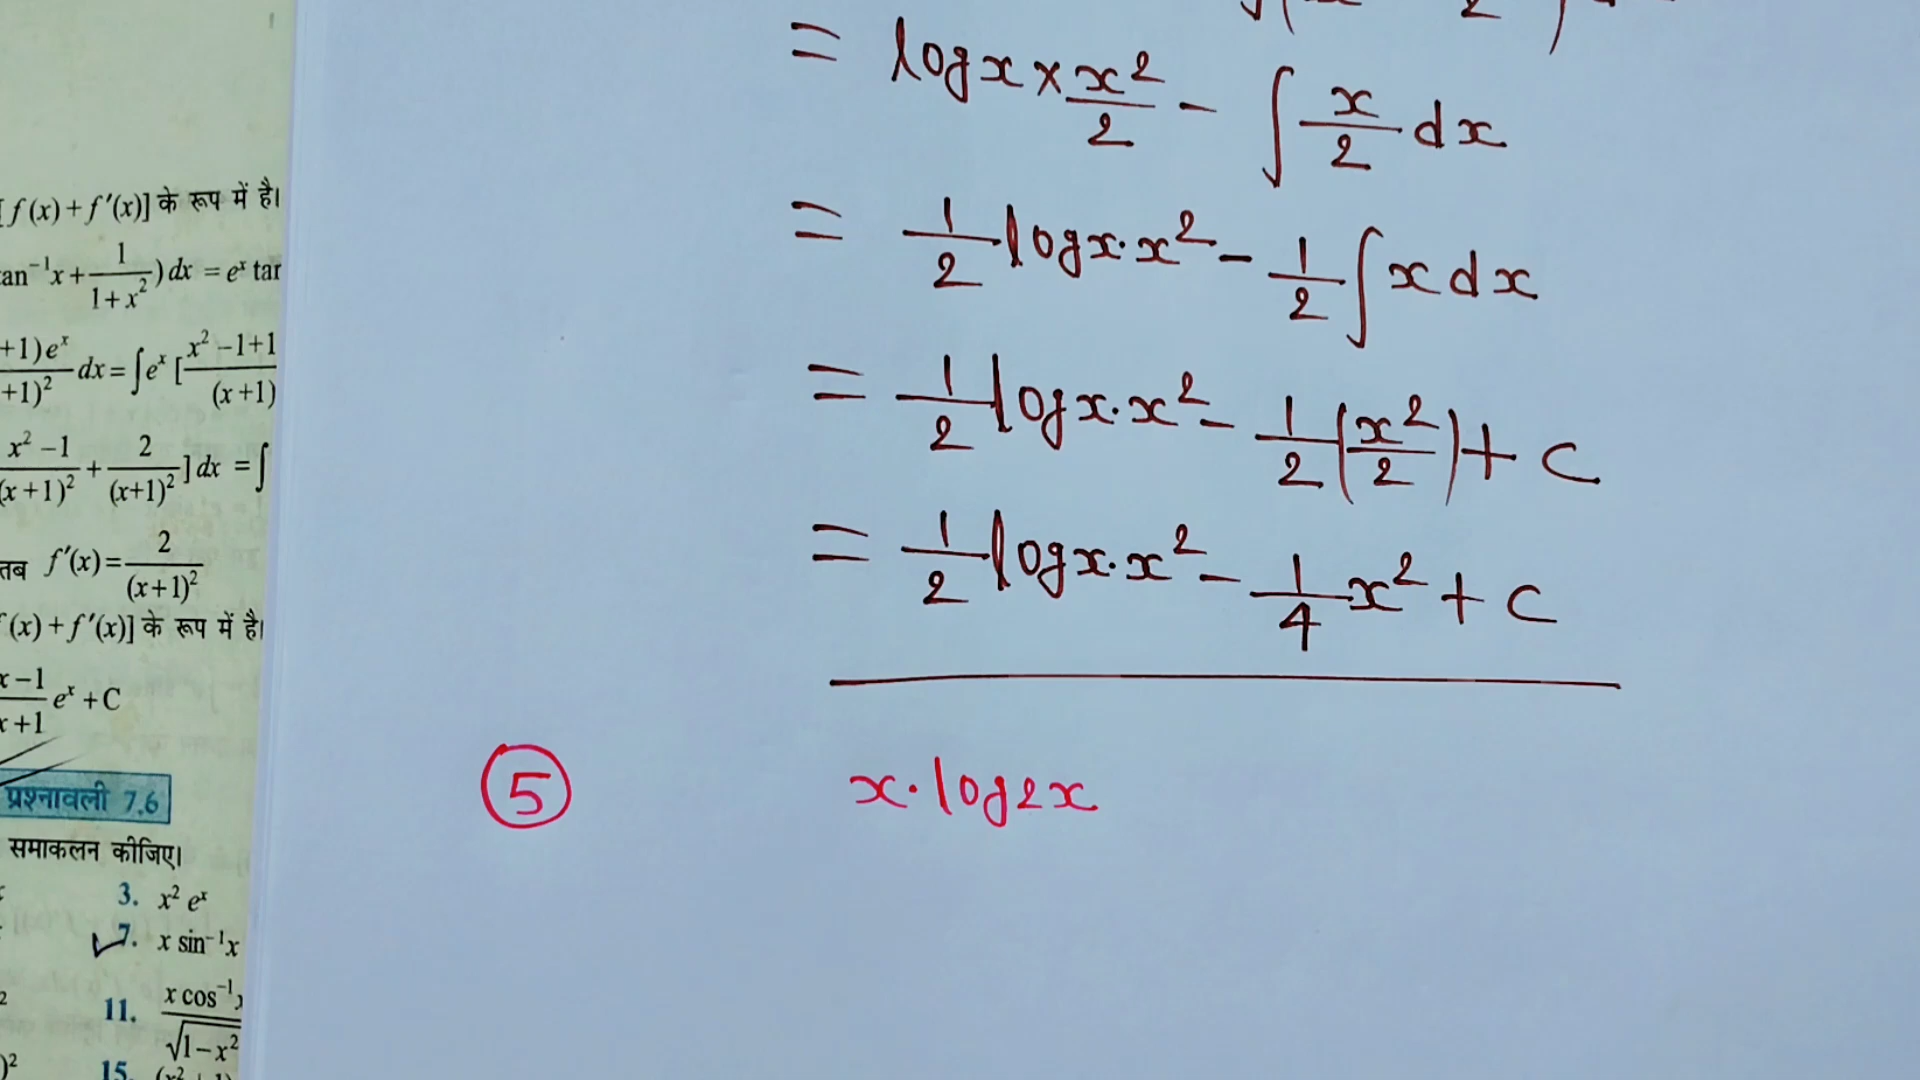 [f(x)+f'(x)] के रूप में है।
an⁻¹x+1/(1+x²))dx = eˣ tan
+1)eˣ/+1)² dx = ∫eˣ [x²-1+1/(x+1)
x²-1/(x+1)² + 2/(x+1)²] dx = ∫
तब f'(x)=2/(x+1)²
(x)+f'(x)] के रूप में है।
x-1/x+1 eˣ+C
प्रश्नावली 7.6
समाकलन कीजिए।
3. x² eˣ
7. x sin⁻¹x
11. x cos⁻¹x/√1-x²
15. (x²+1)
= log x × x²/2 - ∫ x/2 dx
= 1/2 log x · x² - 1/2 ∫ x dx
= 1/2 log x · x² - 1/2 (x²/2) + C
= 1/2 log x · x² - 1/4 x² + C
5 x · log 2x